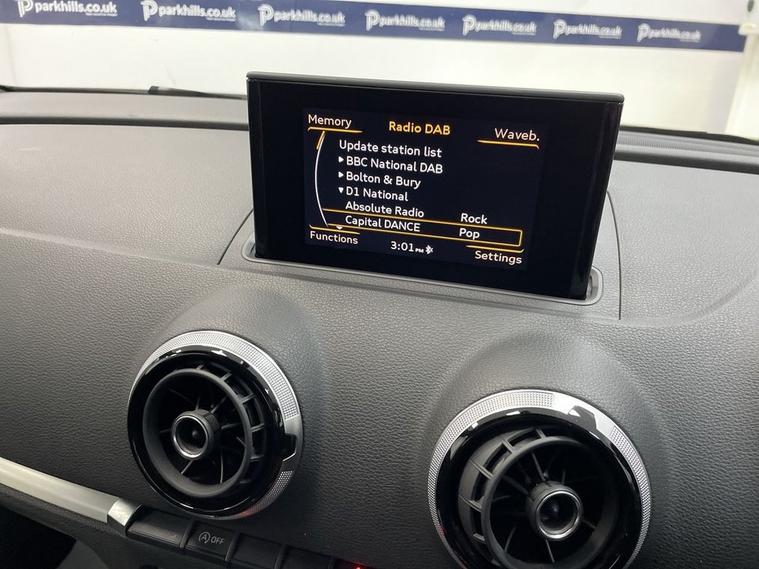 parkhills.co.uk parkhills.co.uk parkhills.co.uk parkhills.co.uk parkhills.co.uk parkhills.co.uk parkhills.co.uk
Memory Radio DAB Waveb.
Update station list
BBC National DAB
Bolton & Bury
D1 National
Absolute Radio Rock
Capital DANCE Pop
Functions 3:01 PM Settings
A OFF